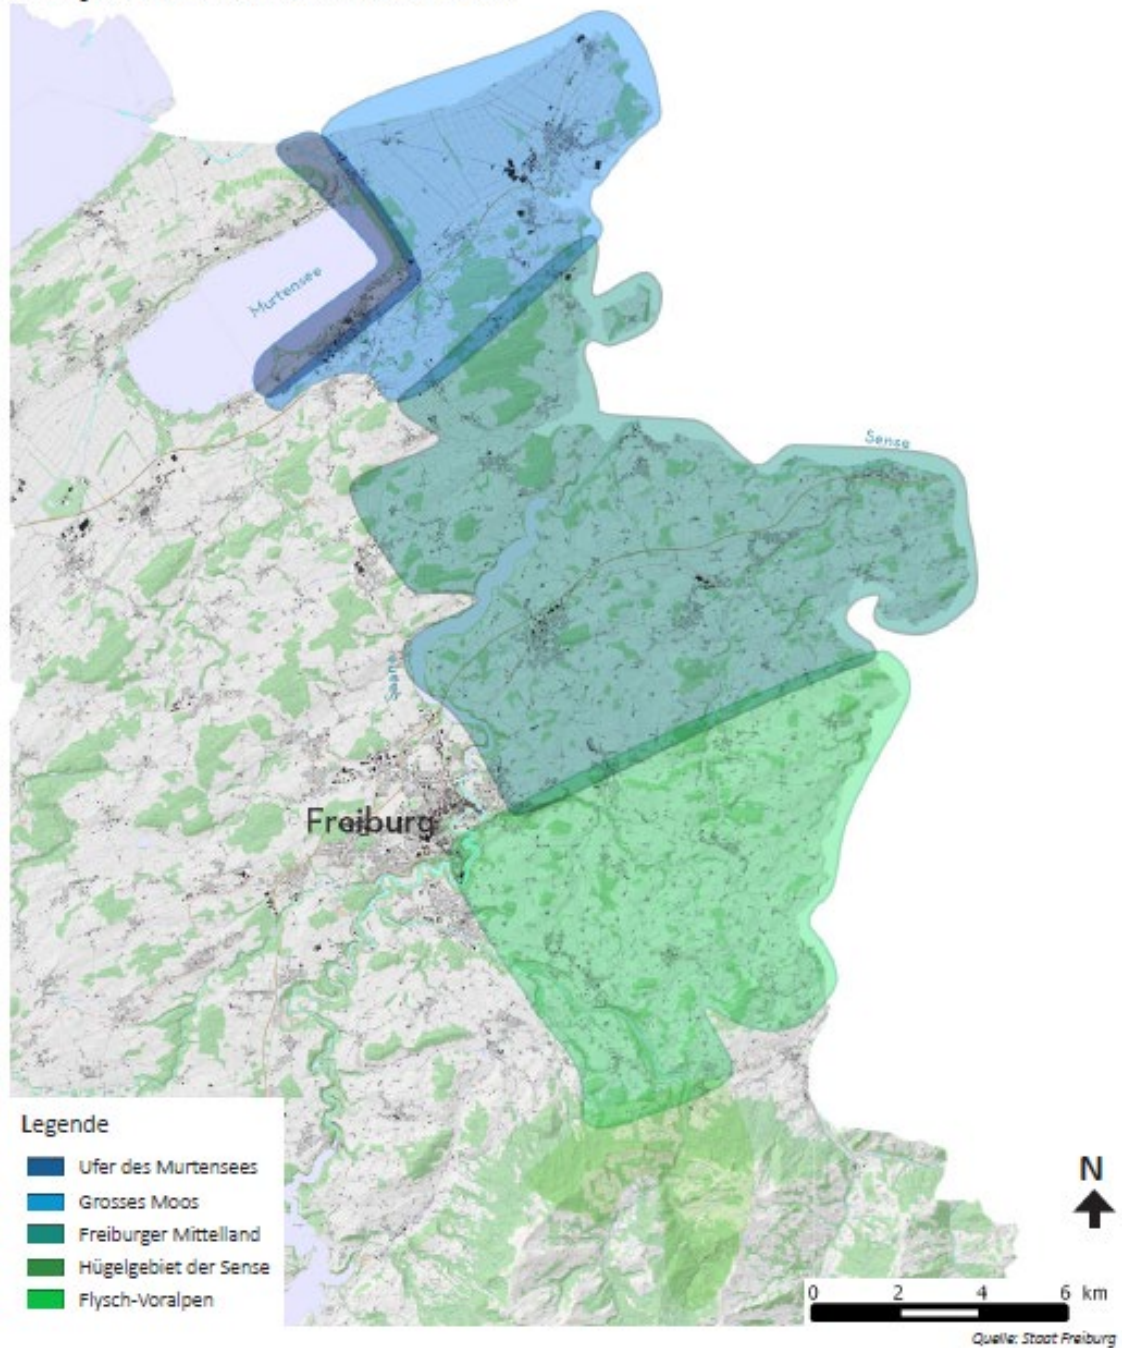 Murtensee
Sense
Saane
Freiburg
Legende
Ufer des Murtensees
Grosses Moos
Freiburger Mittelland
Hügelgebiet der Sense
Flysch-Voralpen
N
0 2 4 6 km
Quelle: Staat Freiburg